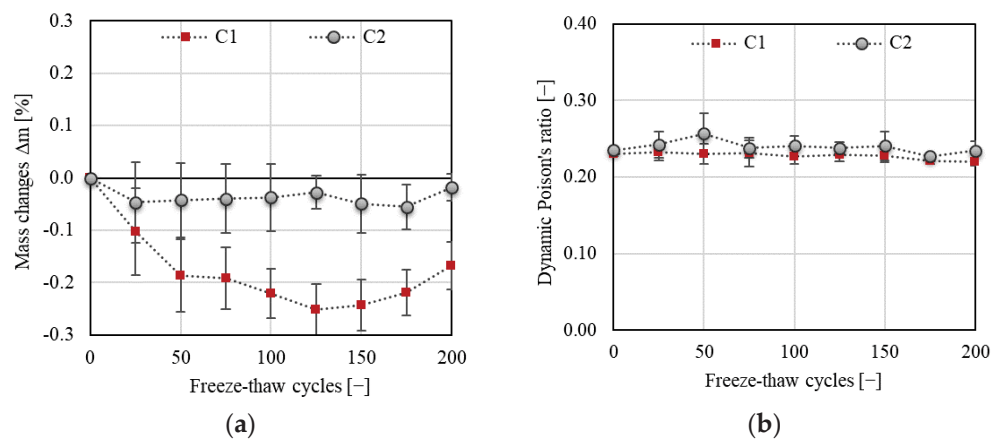 C1 C2
0.3
0.2
0.1
0.0
-0.1
-0.2
-0.3
Mass changes Δm [%]
0 50 100 150 200
Freeze-thaw cycles [−]
(a)
C1 C2
0.40
0.30
0.20
0.10
0.00
Dynamic Poison's ratio [−]
0 50 100 150 200
Freeze-thaw cycles [−]
(b)